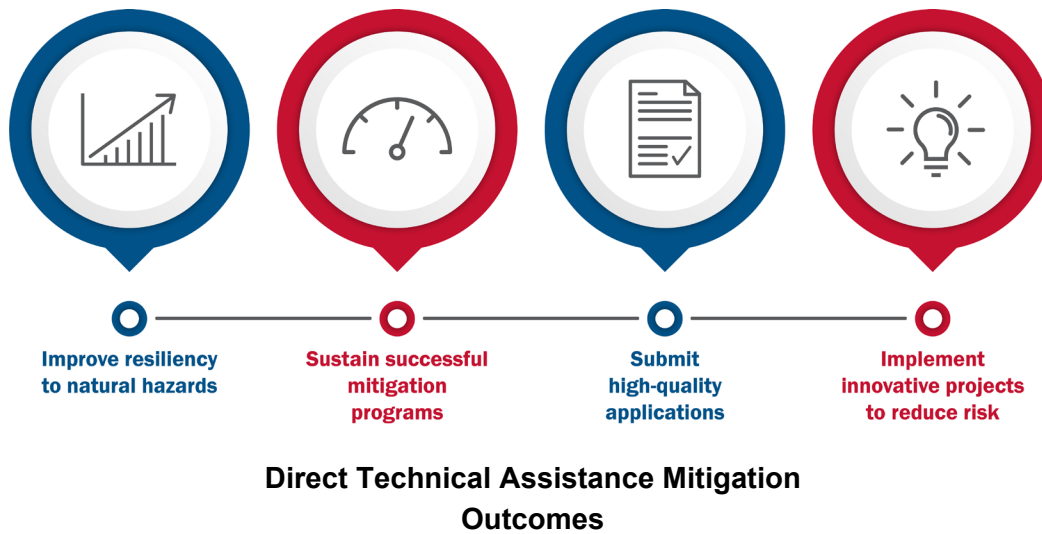 Improve resiliency
to natural hazards
Sustain successful
mitigation
programs
Submit
high-quality
applications
Implement
innovative projects
to reduce risk
Direct Technical Assistance Mitigation
Outcomes